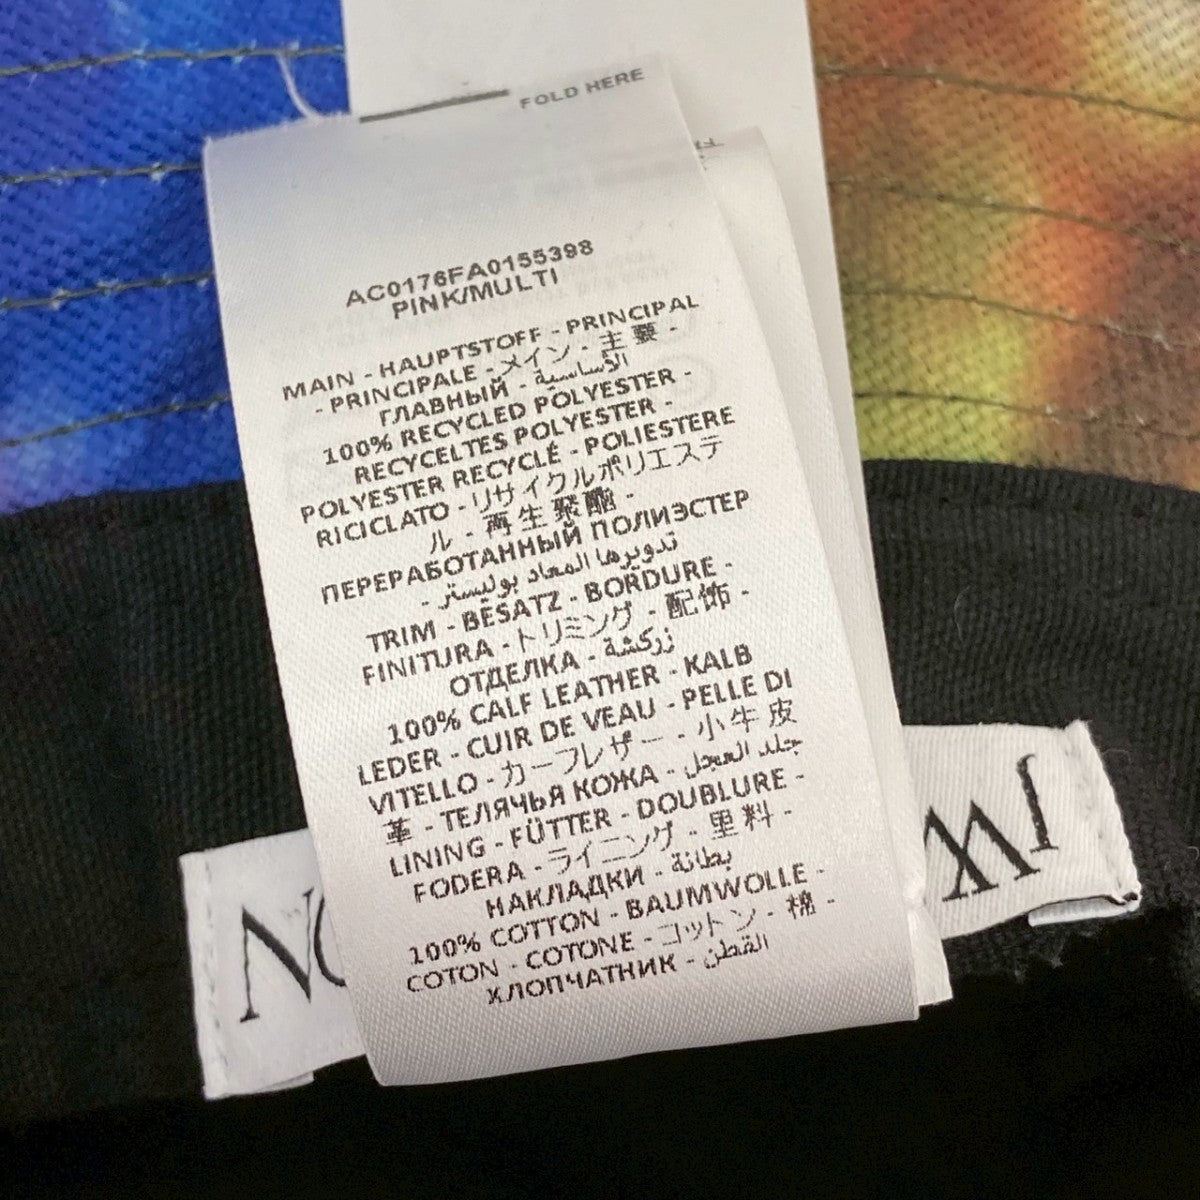 FOLD HERE
AC0176FA0155398
PINK/MULTI
MAIN - HAUPTSTOFF - PRINCIPAL
- PRINCIPALE - メイン - 主要 -
ГЛАВНЫЙ - الأساسية
100% RECYCLED POLYESTER -
RECYCELTES POLYESTER -
POLYESTER RECYCLÉ - POLIESTERE
RICICLATO - リサイクルポリエステ
ル - 再生聚酯 -
ПЕРЕРАБОТАННЫЙ ПОЛИЭСТЕР
- تدويرها المعاد بوليستر
TRIM - BESATZ - BORDURE -
FINITURA - トリミング - 配饰 -
ОТДЕЛКА - زركشة
100% CALF LEATHER - KALB
LEDER - CUIR DE VEAU - PELLE DI
VITELLO - カーフレザー - 小牛皮
革 - ТЕЛЯЧЬЯ КОЖА - جلد العجل
LINING - FÜTTER - DOUBLURE -
FODERA - ライニング - 里料 -
НАКЛАДКИ - بطانة
100% COTTON - BAUMWOLLE -
COTON - COTONE - コットン - 棉 -
ХЛОПЧАТНИК - القطن